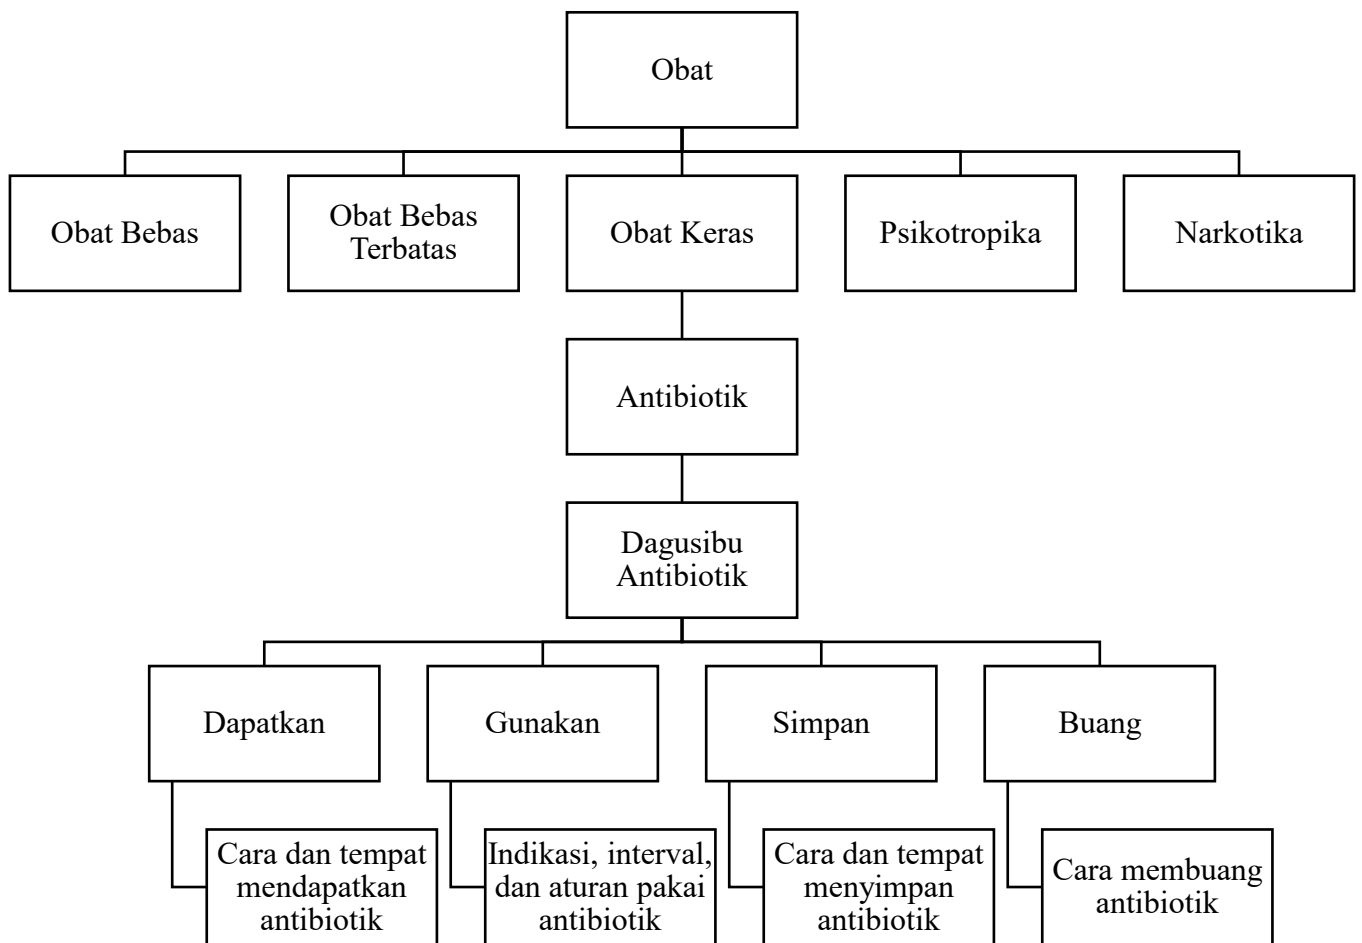 Obat
Obat Bebas
Obat Bebas
Terbatas
Obat Keras
Psikotropika
Narkotika
Antibiotik
Dagusibu
Antibiotik
Dapatkan
Gunakan
Simpan
Buang
Cara dan tempat
mendapatkan
antibiotik
Indikasi, interval,
dan aturan pakai
antibiotik
Cara dan tempat
menyimpan
antibiotik
Cara membuang
antibiotik